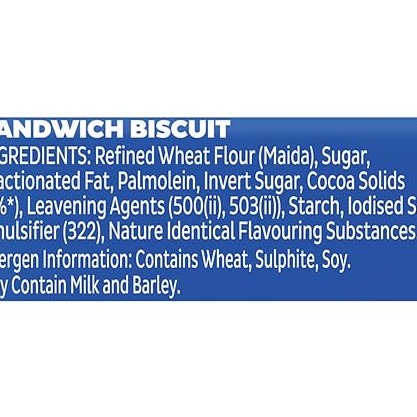 ANDWICH BISCUIT
GREDIENTS: Refined Wheat Flour (Maida), Sugar,
actionated Fat, Palmolein, Invert Sugar, Cocoa Solids
%*), Leavening Agents (500(ii), 503(ii)), Starch, Iodised S
ulsifier (322), Nature Identical Flavouring Substances
ergen Information: Contains Wheat, Sulphite, Soy.
y Contain Milk and Barley.